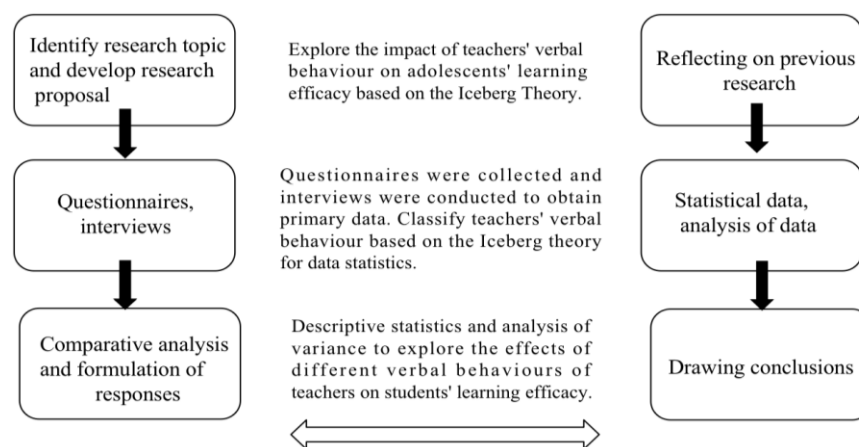 Identify research topic
and develop research
proposal
Explore the impact of teachers' verbal
behaviour on adolescents' learning
efficacy based on the Iceberg Theory.
Reflecting on previous
research
Questionnaires,
interviews
Questionnaires were collected and
interviews were conducted to obtain
primary data. Classify teachers' verbal
behaviour based on the Iceberg theory
for data statistics.
Statistical data,
analysis of data
Comparative analysis
and formulation of
responses
Descriptive statistics and analysis of
variance to explore the effects of
different verbal behaviours of
teachers on students' learning efficacy.
Drawing conclusions